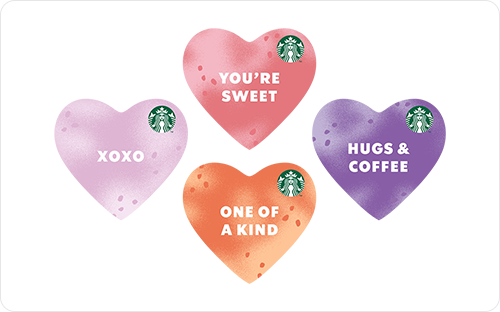 YOU'RE
SWEET
XOXO
HUGS &
COFFEE
ONE OF
A KIND